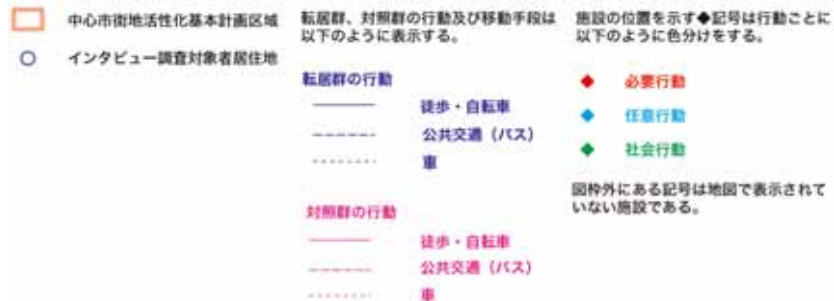 中心市街地活性化基本計画区域
インタビュー調査対象者居住地
転居群、対照群の行動及び移動手段は
以下のように表示する。
転居群の行動
徒歩・自転車
公共交通（バス）
車
対照群の行動
徒歩・自転車
公共交通（バス）
車
施設の位置を示す◆記号は行動ごとに
以下のように色分けをする。
◆ 必要行動
◆ 任意行動
◆ 社会行動
図枠外にある記号は地図で表示されて
いない施設である。